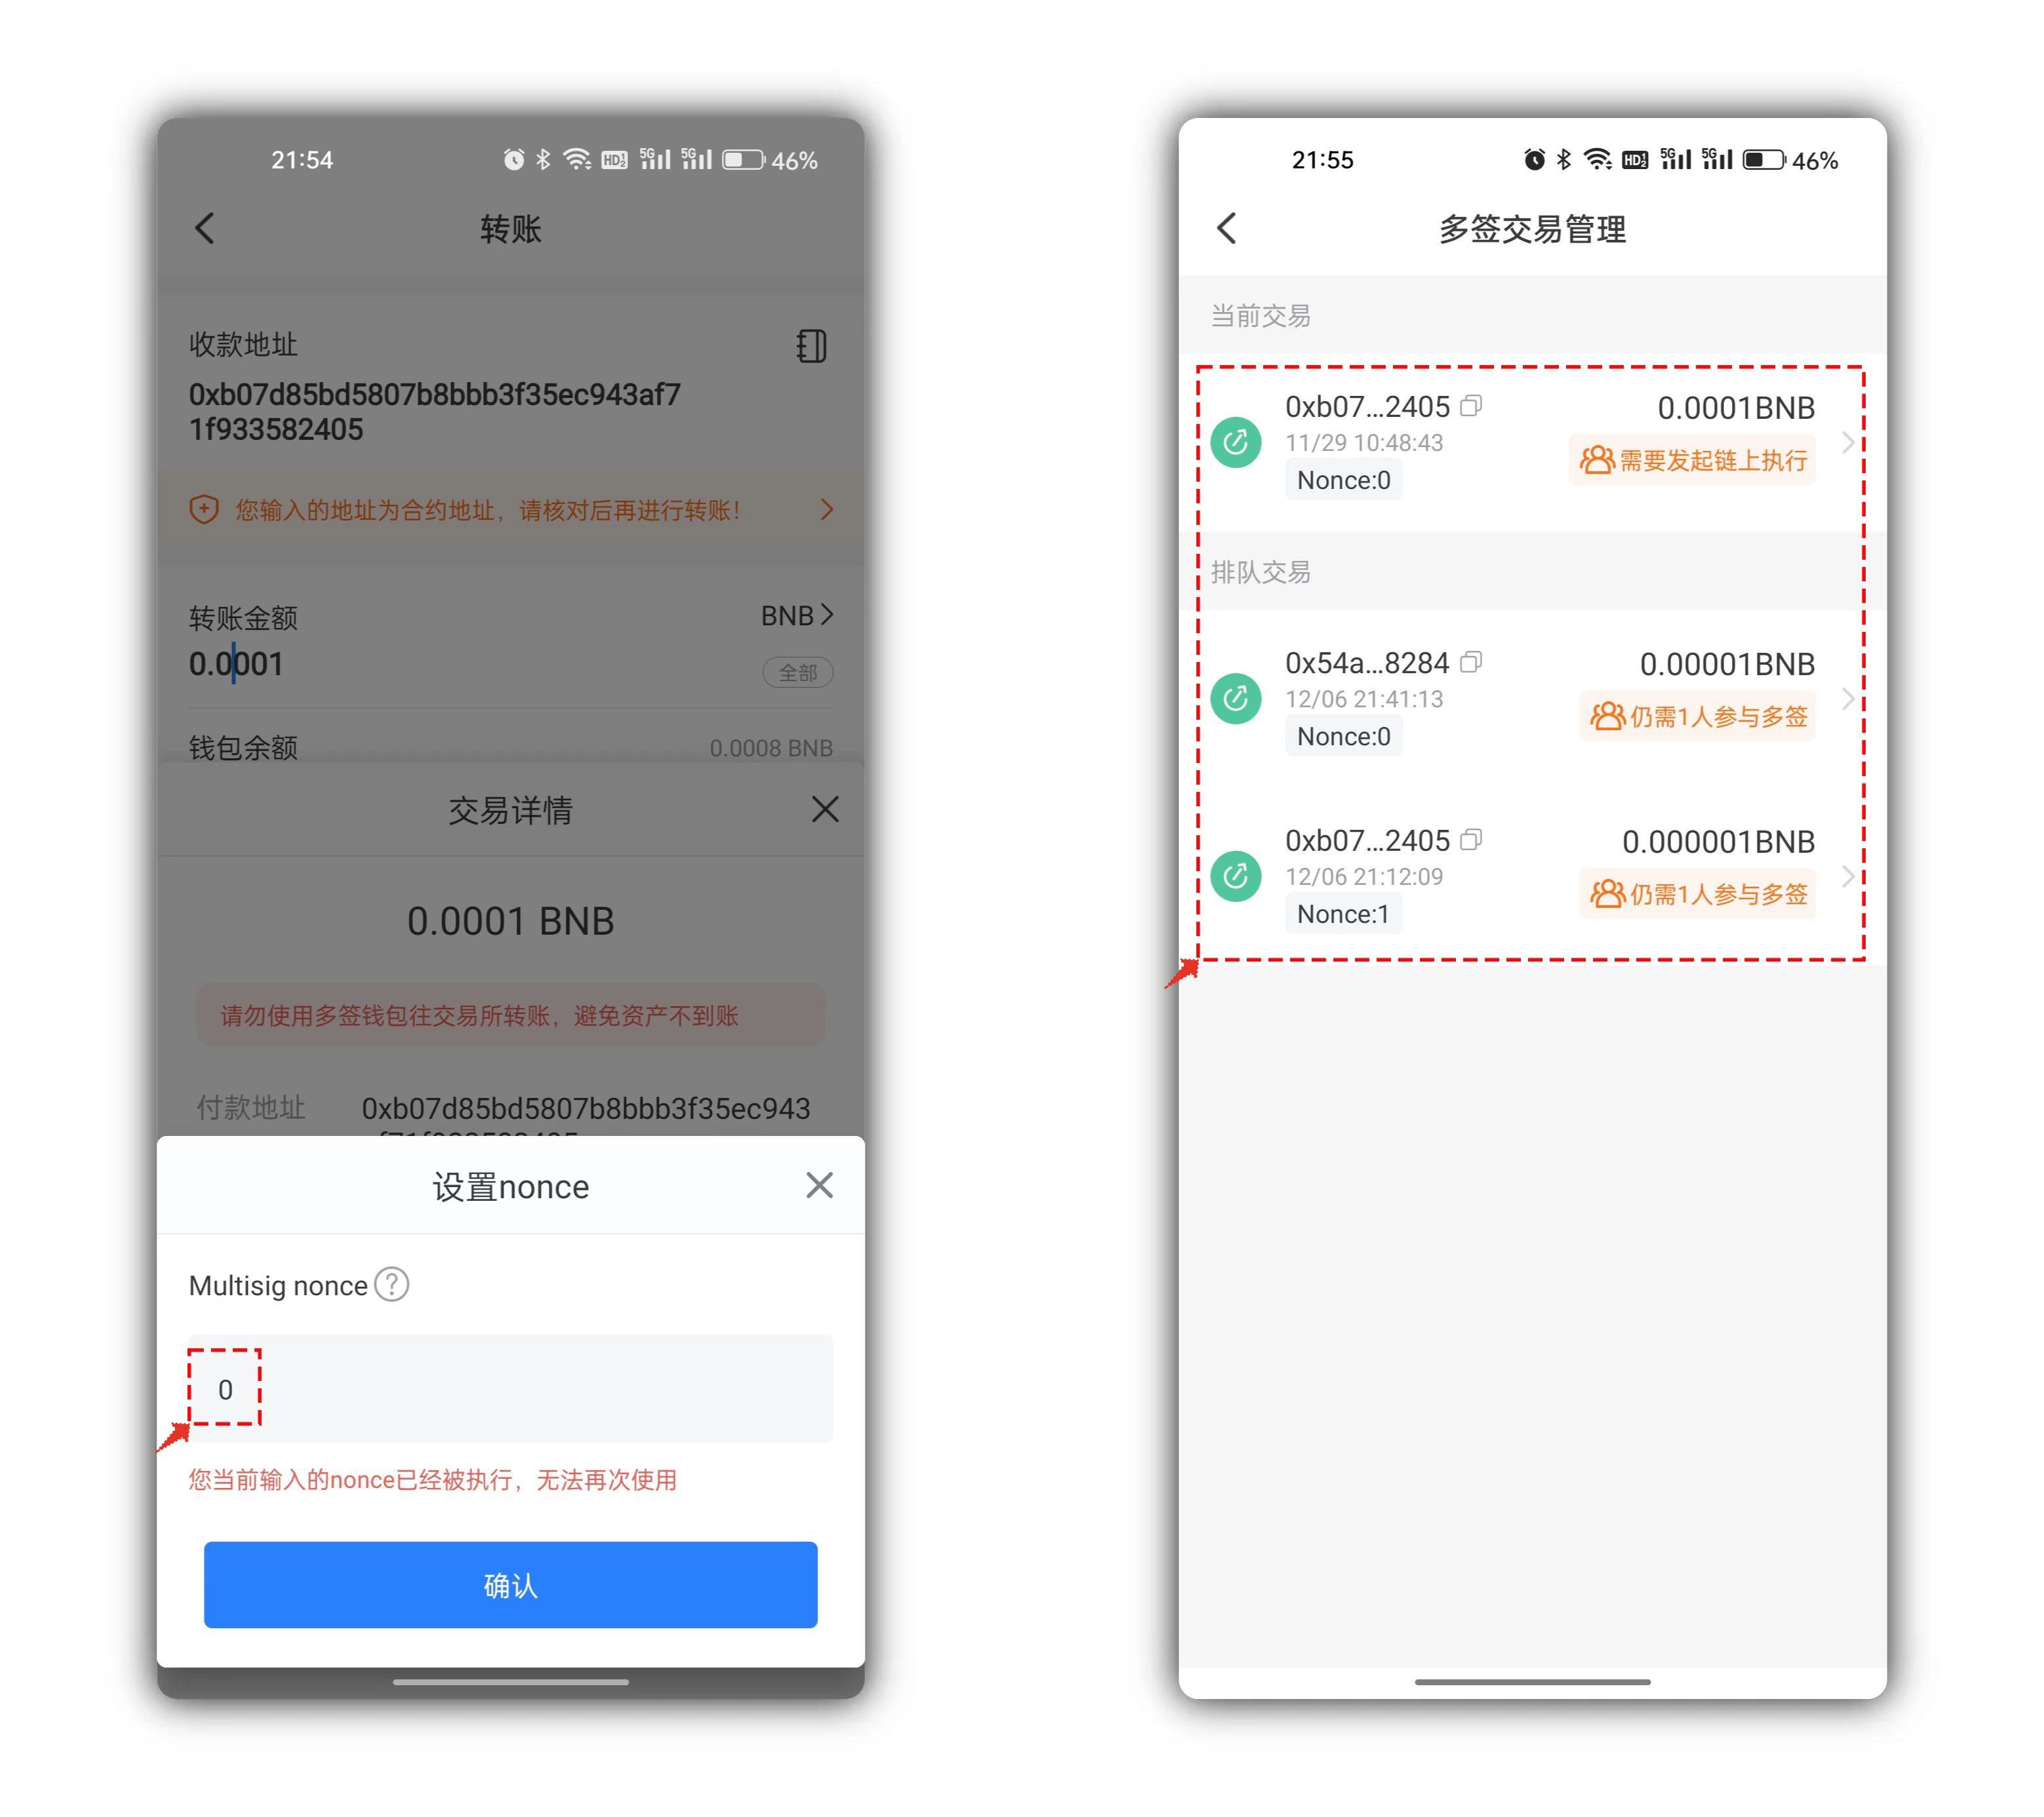 21:54
46%
转账
收款地址
0xb07d85bd5807b8bbb3f35ec943af7
1f933582405
您输入的地址为合约地址，请核对后再进行转账！
转账金额
BNB
0.0001
全部
钱包余额
0.0008 BNB
交易详情
0.0001 BNB
请勿使用多签钱包往交易所转账，避免资产不到账
付款地址
0xb07d85bd5807b8bbb3f35ec943
设置nonce
Multisig nonce
0
您当前输入的nonce已经被执行，无法再次使用
确认
21:55
46%
多签交易管理
当前交易
0xb07...2405
0.0001BNB
11/29 10:48:43
需要发起链上执行
Nonce:0
排队交易
0x54a...8284
0.00001BNB
12/06 21:41:13
仍需1人参与多签
Nonce:0
0xb07...2405
0.000001BNB
12/06 21:12:09
仍需1人参与多签
Nonce:1